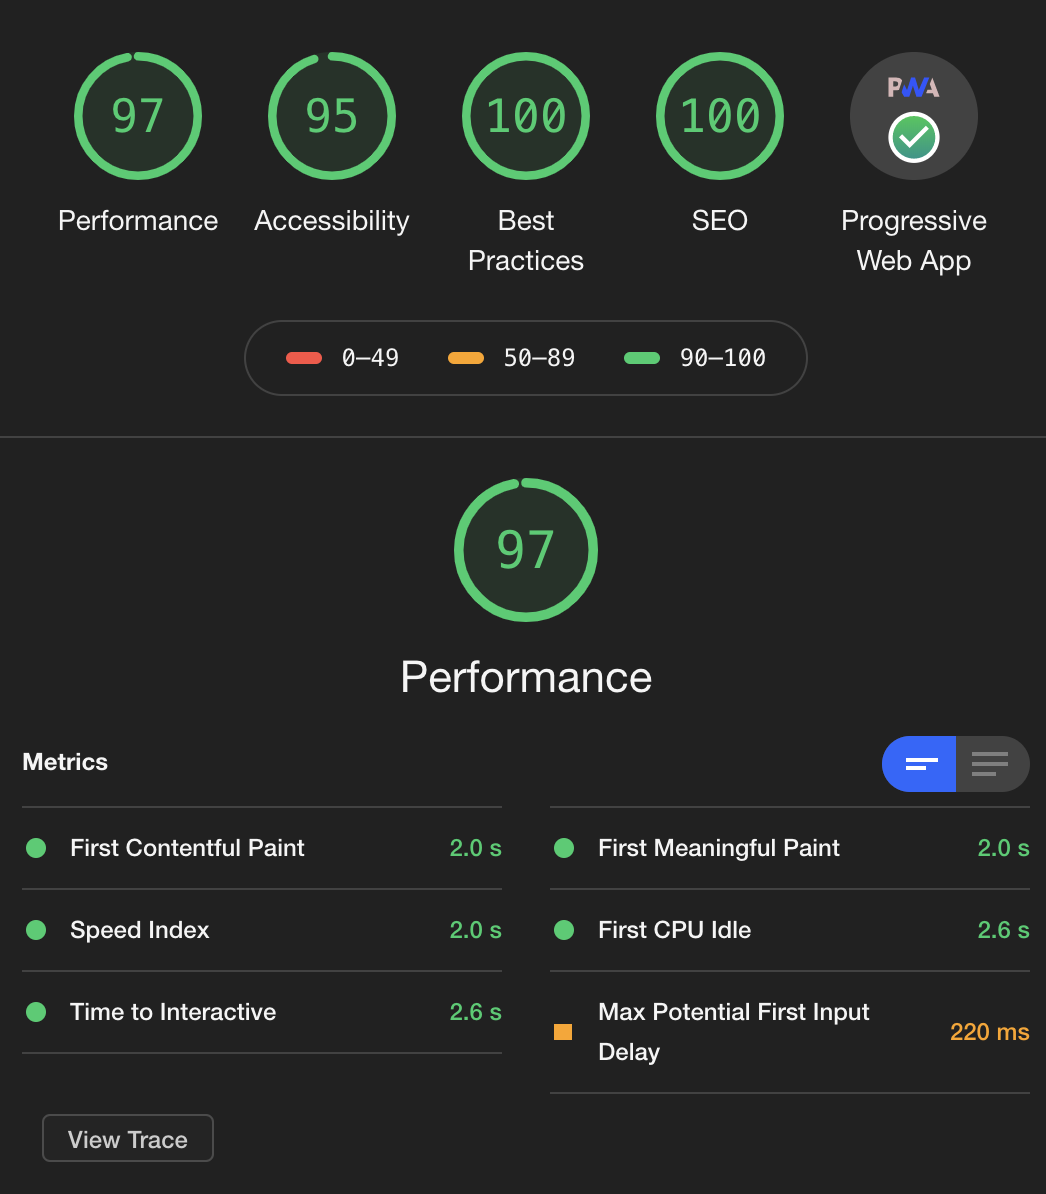 97
95
100
100
PWA
Performance
Accessibility
Best
Practices
SEO
Progressive
Web App
0–49
50–89
90–100
97
Performance
Metrics
First Contentful Paint 2.0 s
First Meaningful Paint 2.0 s
Speed Index 2.0 s
First CPU Idle 2.6 s
Time to Interactive 2.6 s
Max Potential First Input
Delay
220 ms
View Trace